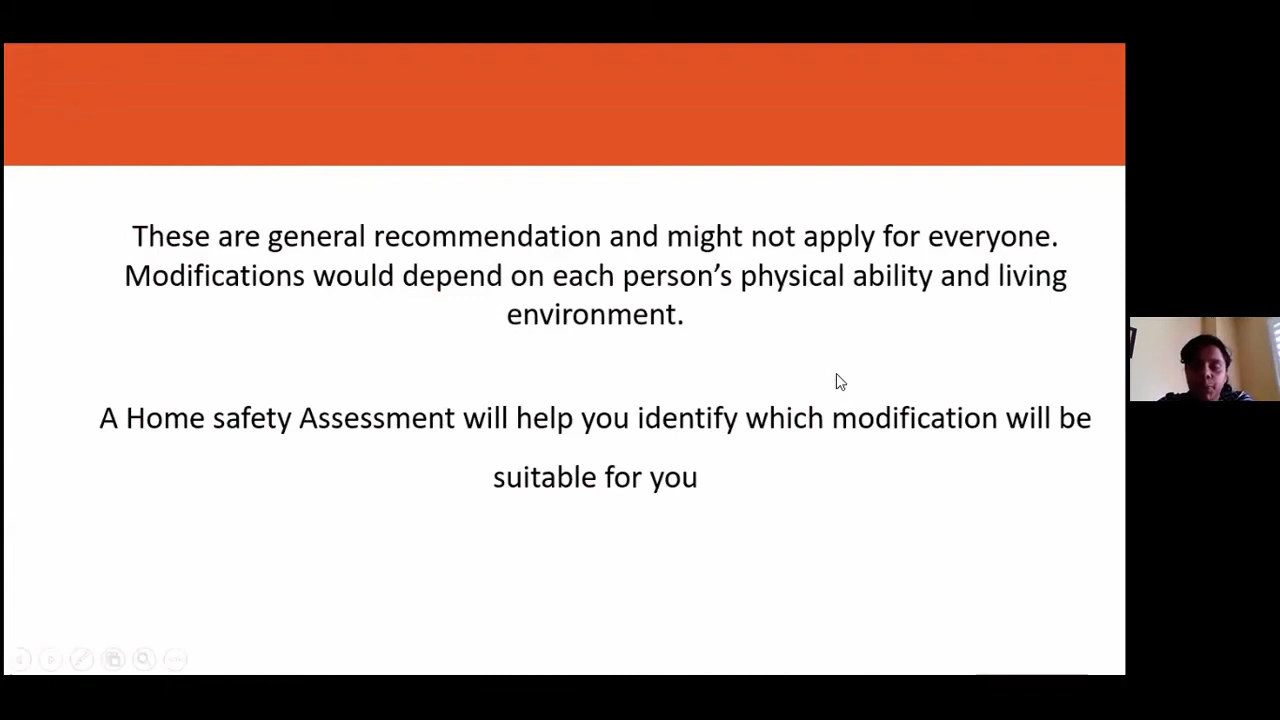 These are general recommendation and might not apply for everyone.
Modifications would depend on each person’s physical ability and living
environment.
A Home safety Assessment will help you identify which modification will be
suitable for you